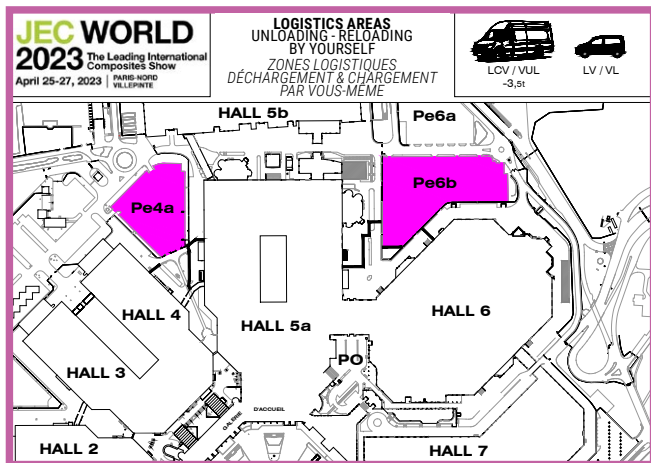 JEC WORLD
2023 The Leading International
Composites Show
April 25-27, 2023 | PARIS-NORD
VILLEPINTE
LOGISTICS AREAS
UNLOADING - RELOADING
BY YOURSELF
ZONES LOGISTIQUES
DÉCHARGEMENT & CHARGEMENT
PAR VOUS-MÊME
LCV / VUL
-3,5t
LV / VL
HALL 5b
Pe6a
Pe6b
Pe4a
HALL 4
HALL 5a
HALL 6
HALL 3
PO
D'ACCUEIL
GALERIE
HALL 2
HALL 7